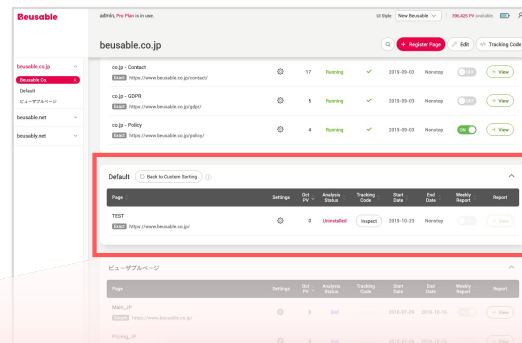 Beusable
admin, Pro Plan is in use.
UI Style New Beusable 396,425 PV available
beusable.co.jp
+ Register Page Edit </> Tracking Code
beusable.co.jp
Beusable Co.
Default
ビューザブルページ
beusable.net
beusably.net
co.jp - Contact
Exact https://www.beusable.co.jp/contact/
17 Running 2019-09-03 Nonstop OFF View
co.jp - GDPR
Exact https://www.beusable.co.jp/gdpr/
5 Running 2019-09-03 Nonstop OFF View
co.jp - Policy
Exact https://www.beusable.co.jp/policy/
4 Running 2019-09-03 Nonstop ON View
Default Back to Custom Sorting
Page Settings Oct PV Analysis Status Tracking Code Start Date End Date Weekly Report Report
TEST
Exact https://www.beusable.co.jp/
0 Uninstalled Inspect 2019-10-23 Nonstop View
ビューザブルページ
Page Settings Oct PV Analysis Status Tracking Code Start Date End Date Weekly Report Report
Main_JP
https://www.beusable.co.jp/
0 End View
Pricing_JP